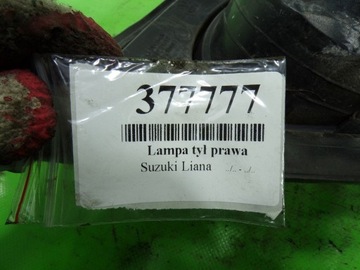 377777
Lampa tył prawa
Suzuki Liana ../.. - ../..